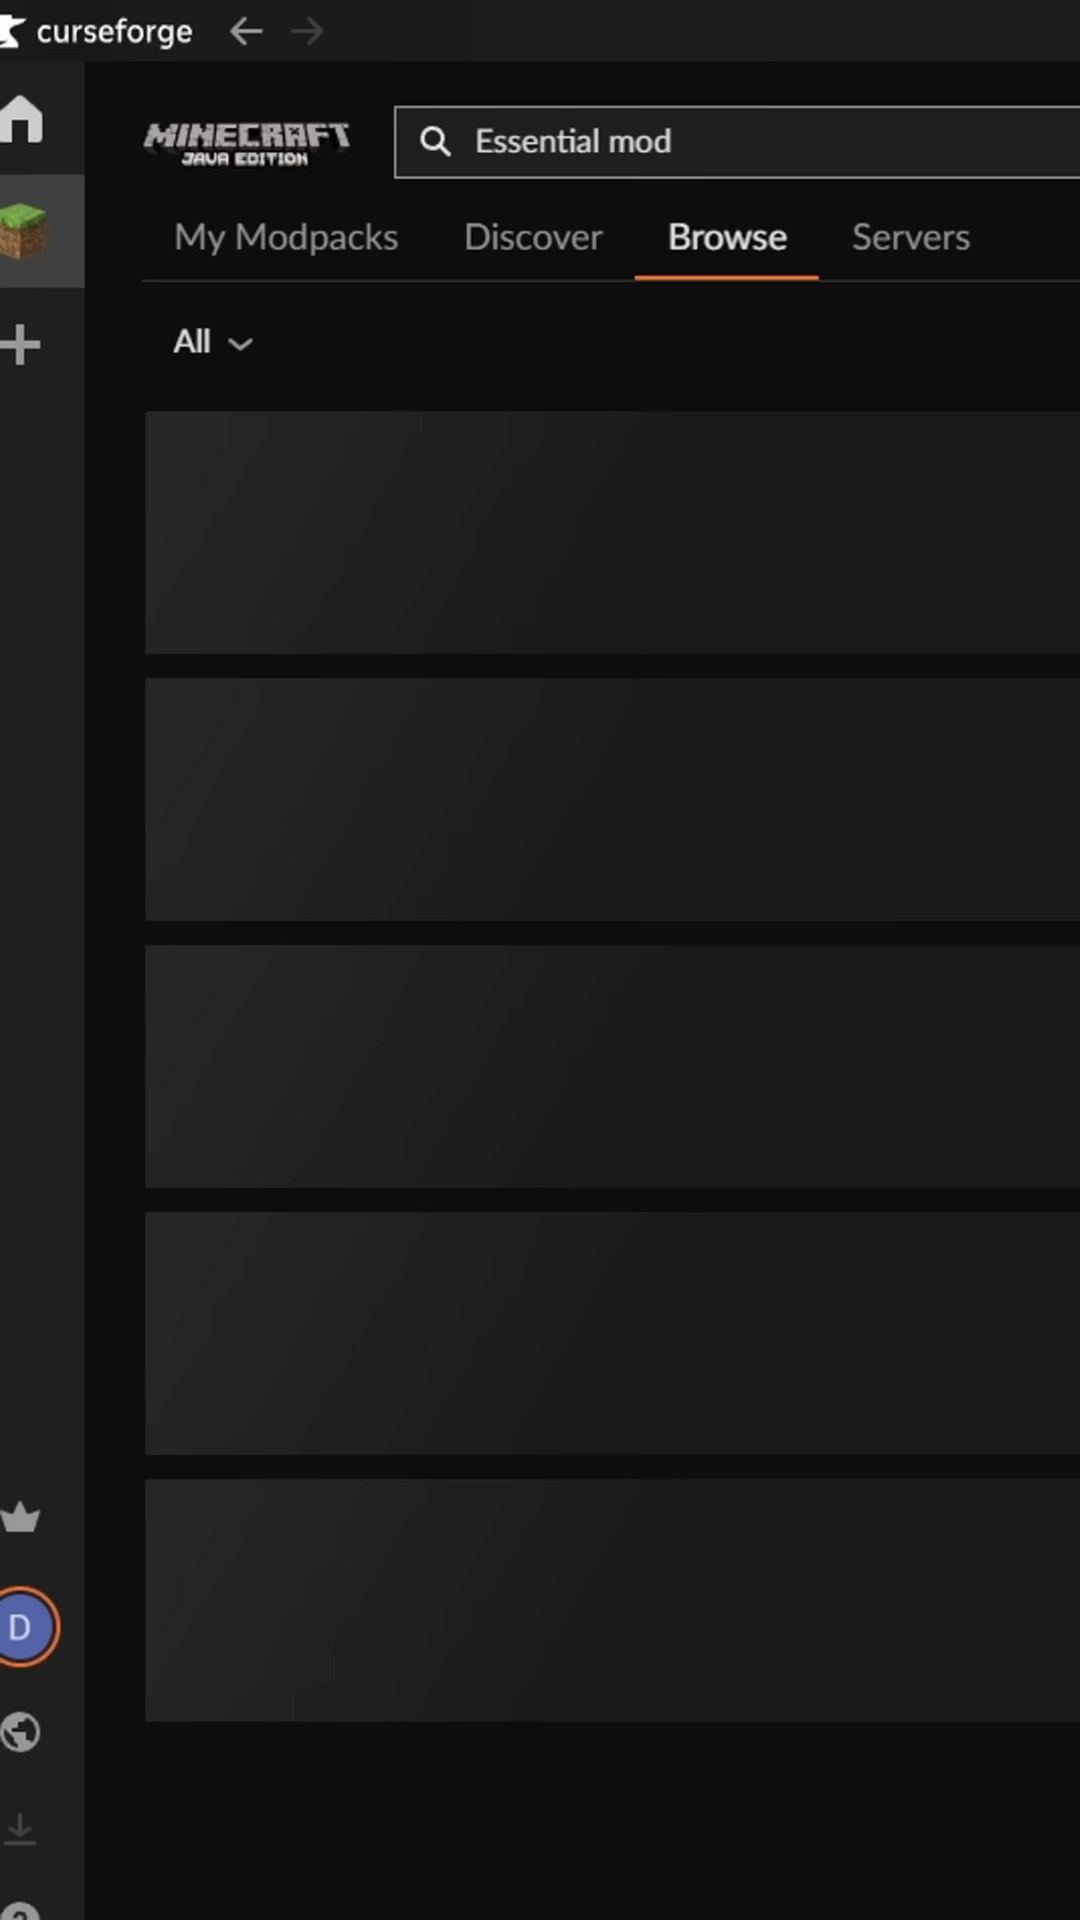 curseforge
MINECRAFT
JAVA EDITION
Essential mod
My Modpacks Discover Browse Servers
All
D
?